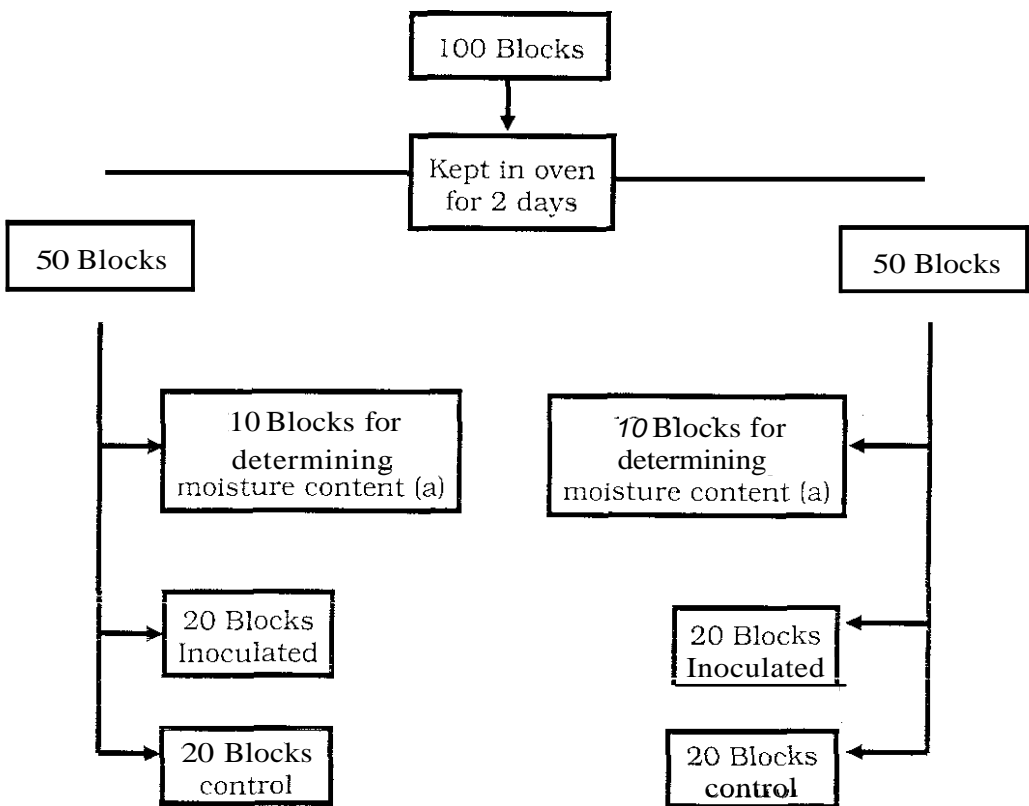 100 Blocks
Kept in oven
for 2 days
50 Blocks
50 Blocks
10 Blocks for
determining
moisture content (a)
10 Blocks for
determining
moisture content (a)
20 Blocks
Inoculated
20 Blocks
Inoculated
20 Blocks
control
20 Blocks
control